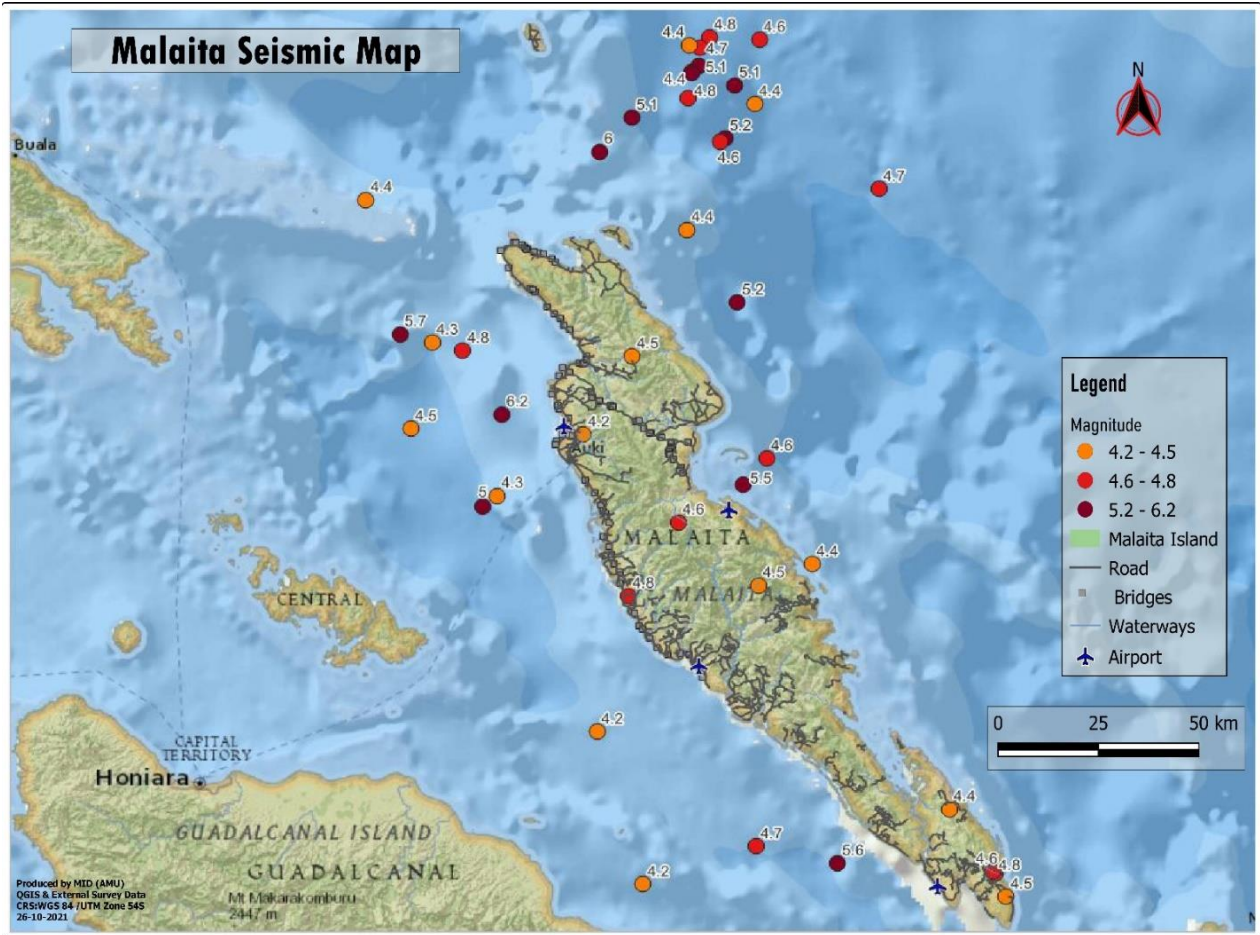 Malaita Seismic Map
N
4.8
4.6
4.4
4.7
5.1
5.1
4.4
4.8
4.4
5.1
5.2
4.6
6
Buala
4.7
4.4
4.4
5.2
5.7
4.3
4.8
4.5
6.2
4.5
4.2
Auki
4.6
5.5
4.3
5
4.6
MALAITA
4.4
4.5
4.8
MALAITA
CENTRAL
4.2
CAPITAL
TERRITORY
Honiara
GUADALCANAL ISLAND
GUADALCANAL
Mt Makarakomburu
2447 m
4.7
5.6
4.2
4.4
4.6
4.8
4.5
Legend
Magnitude
4.2 - 4.5
4.6 - 4.8
5.2 - 6.2
Malaita Island
Road
Bridges
Waterways
Airport
0 25 50 km
Produced by MID (AMU)
QGIS & External Survey Data
CRS:WGS 84 /UTM Zone 54S
26-10-2021
N